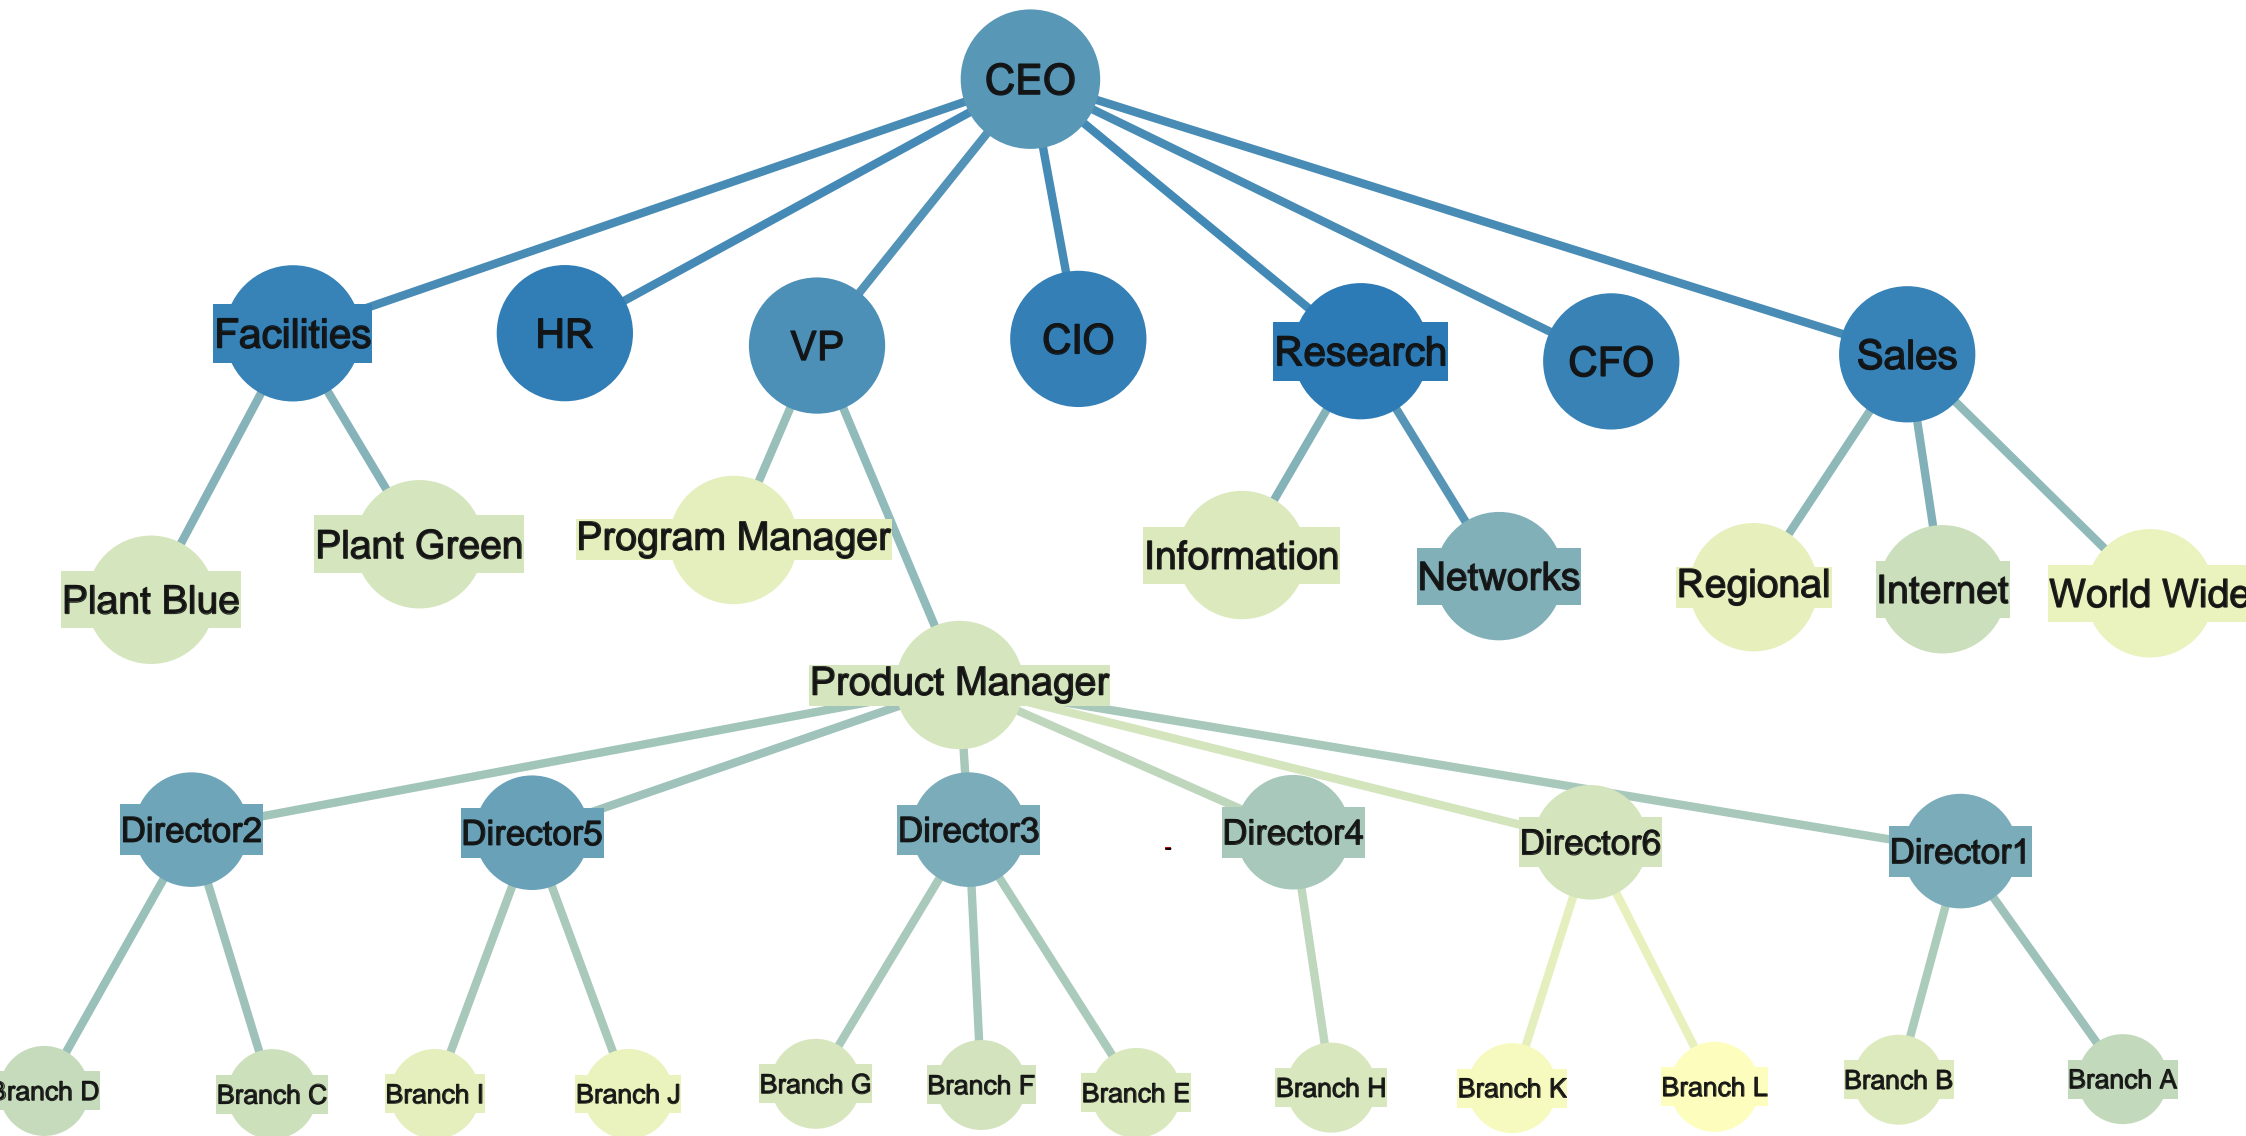 CEO
Facilities
HR
VP
CIO
Research
CFO
Sales
Plant Blue
Plant Green
Program Manager
Information
Networks
Regional
Internet
World Wide
Product Manager
Director2
Director5
Director3
-
Director4
Director6
Director1
Branch D
Branch C
Branch I
Branch J
Branch G
Branch F
Branch E
Branch H
Branch K
Branch L
Branch B
Branch A